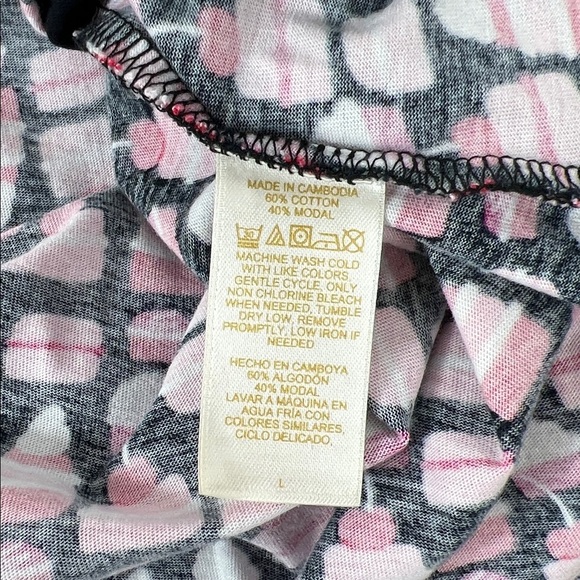 MADE IN CAMBODIA
60% COTTON
40% MODAL
30
MACHINE WASH COLD
WITH LIKE COLORS,
GENTLE CYCLE, ONLY
NON CHLORINE BLEACH
WHEN NEEDED, TUMBLE
DRY LOW, REMOVE
PROMPTLY, LOW IRON IF
NEEDED
HECHO EN CAMBOYA
60% ALGODÓN
40% MODAL
LAVAR A MÁQUINA EN
AGUA FRÍA CON
COLORES SIMILARES,
CICLO DELICADO,
L